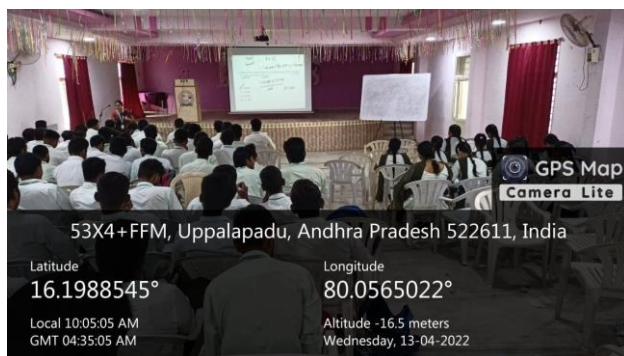 GPS Map
Camera Lite
53X4+FFM, Uppalapadu, Andhra Pradesh 522611, India
Latitude
16.1988545°
Longitude
80.0565022°
Local 10:05:05 AM
GMT 04:35:05 AM
Altitude -16.5 meters
Wednesday, 13-04-2022